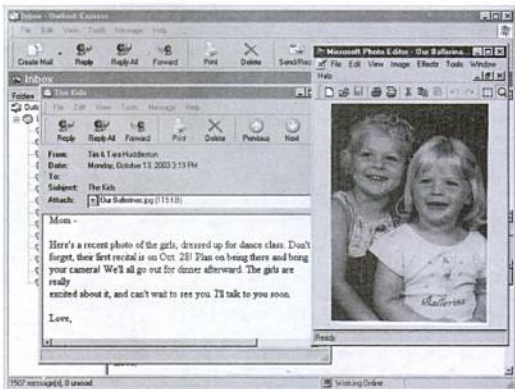 Inbox - Outlook Express
File Edit View Tools Message Help
Create Mail Reply Reply All Forward Print Delete Send/Rec
Inbox
Folders
The Kids
File Edit View Tools Message Help
Reply Reply All Forward Print Delete Previous Next
From: Tim & Tara Huddleston
Date: Monday, October 13, 2003 3:13 PM
To:
Subject: The Kids
Attach: Our Ballerinas.jpg (115 KB)
Mom -
Here's a recent photo of the girls, dressed up for dance class. Don't
forget, their first recital is on Oct. 28! Plan on being there and bring
your camera! We'll all go out for dinner afterward. The girls are
really
excited about it, and can't wait to see you. I'll talk to you soon.
Love,
Microsoft Photo Editor - Our Ballerina...
File Edit View Image Effects Tools Window
Help
Ballerina
Ready
1507 message(s), 0 unread
Working Online